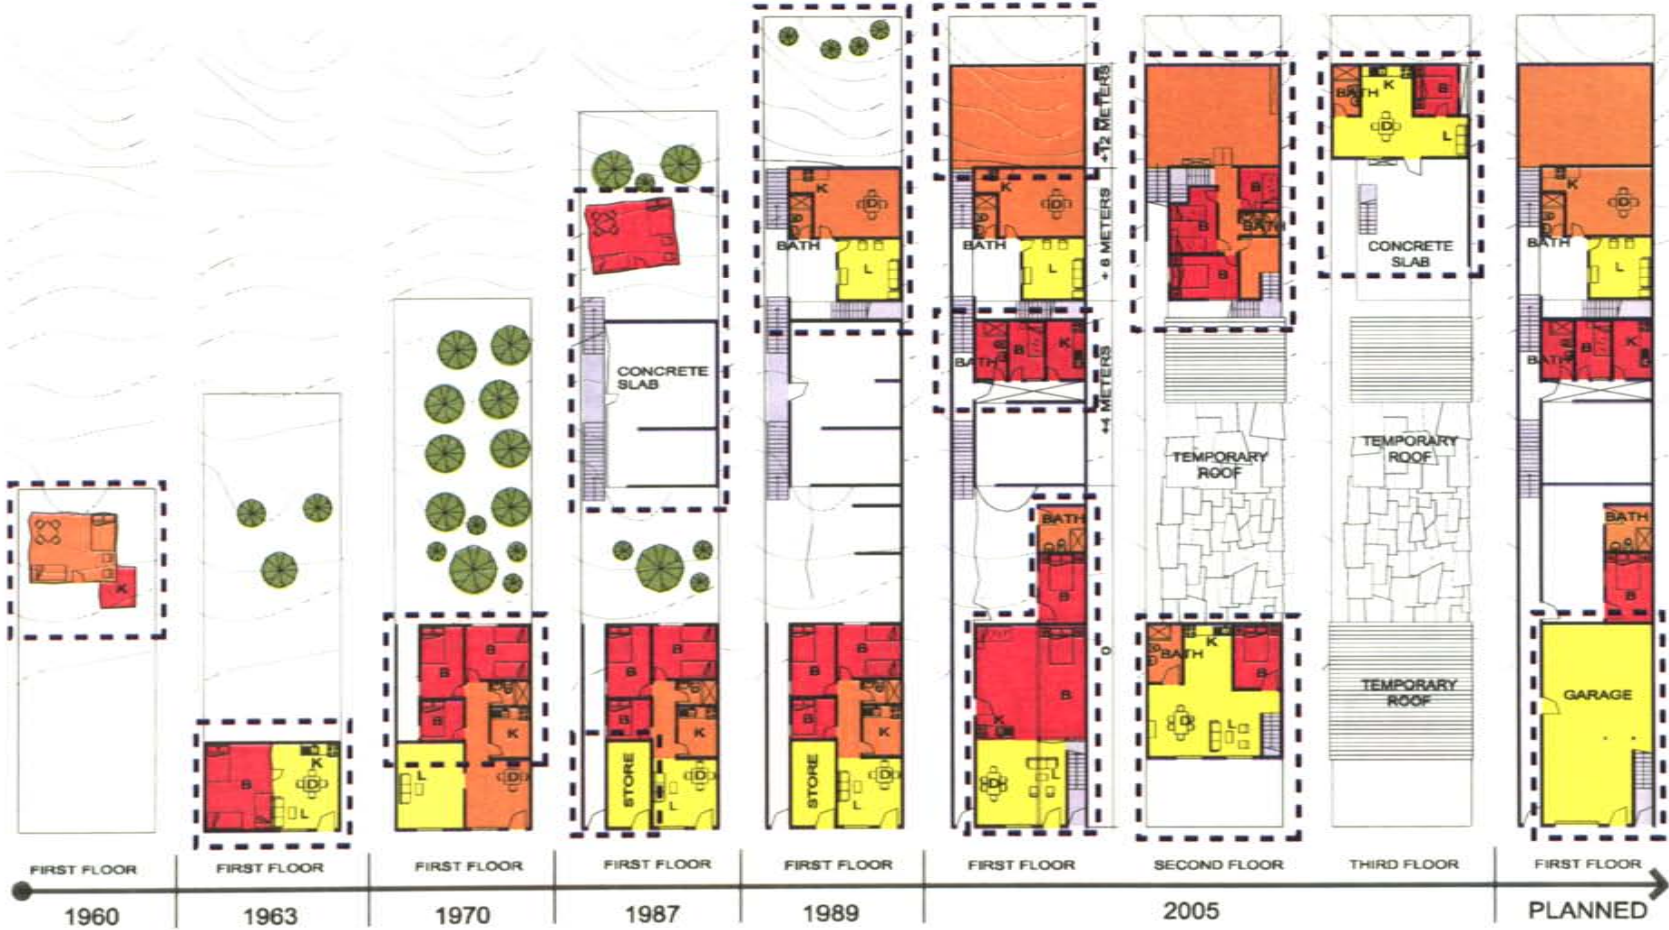 K
FIRST FLOOR
1960
B
K
D
L
FIRST FLOOR
1963
B
B
B
K
L
D
FIRST FLOOR
1970
CONCRETE
SLAB
B
B
B
K
STORE
D
L
FIRST FLOOR
1987
K
D
BATH
L
B
B
B
K
STORE
D
L
FIRST FLOOR
1989
K
D
BATH
L
BATH
B
K
BATH
B
B
K
D
L
+12 METERS
+ 8 METERS
+4 METERS
0
FIRST FLOOR
B
B
BATH
B
TEMPORARY
ROOF
K
BATH
B
D
L
SECOND FLOOR
K
BATH
B
D
L
CONCRETE
SLAB
TEMPORARY
ROOF
TEMPORARY
ROOF
THIRD FLOOR
2005
K
D
BATH
L
BATH
B
K
BATH
B
GARAGE
FIRST FLOOR
PLANNED